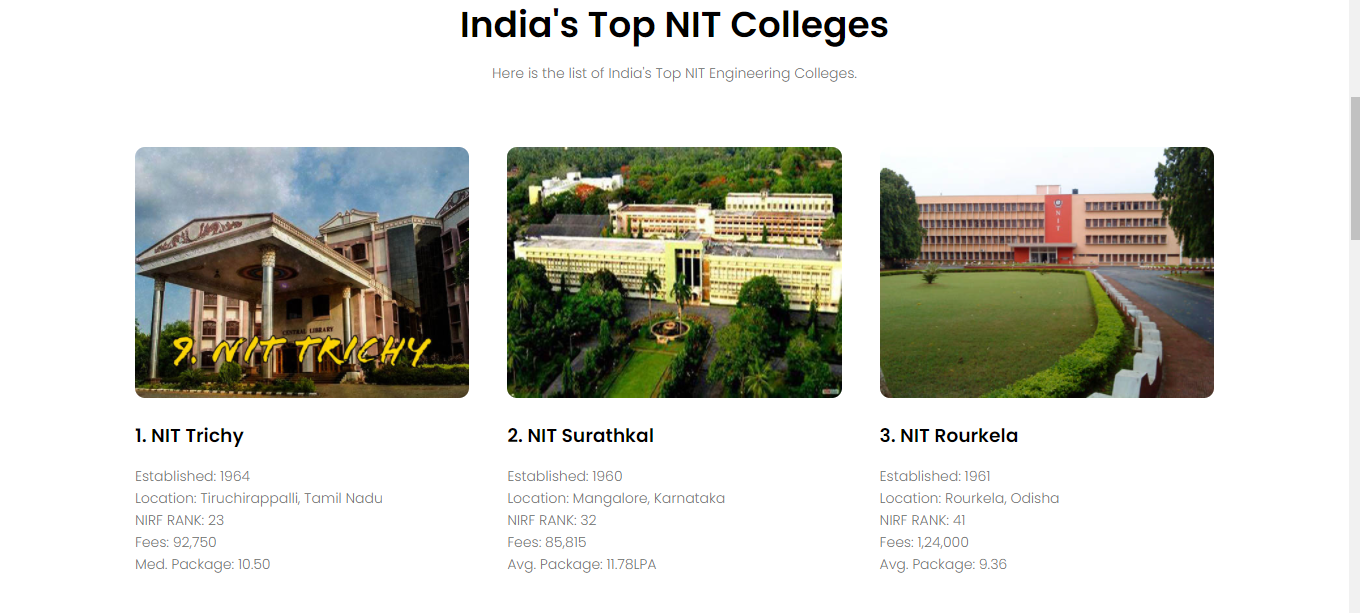 India's Top NIT Colleges
Here is the list of India's Top NIT Engineering Colleges.
CENTRAL LIBRARY
9. NIT TRICHY
NIT
1. NIT Trichy
Established: 1964
Location: Tiruchirappalli, Tamil Nadu
NIRF RANK: 23
Fees: 92,750
Med. Package: 10.50
2. NIT Surathkal
Established: 1960
Location: Mangalore, Karnataka
NIRF RANK: 32
Fees: 85,815
Avg. Package: 11.78LPA
3. NIT Rourkela
Established: 1961
Location: Rourkela, Odisha
NIRF RANK: 41
Fees: 1,24,000
Avg. Package: 9.36